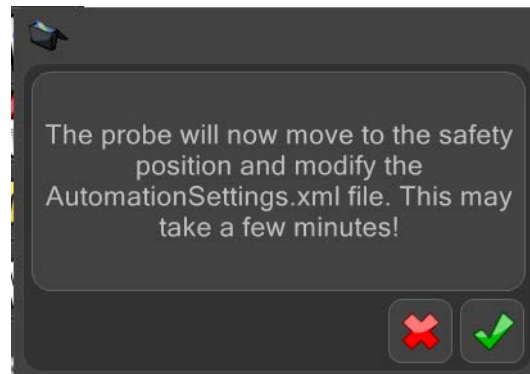 The probe will now move to the safety
position and modify the
AutomationSettings.xml file. This may
take a few minutes!